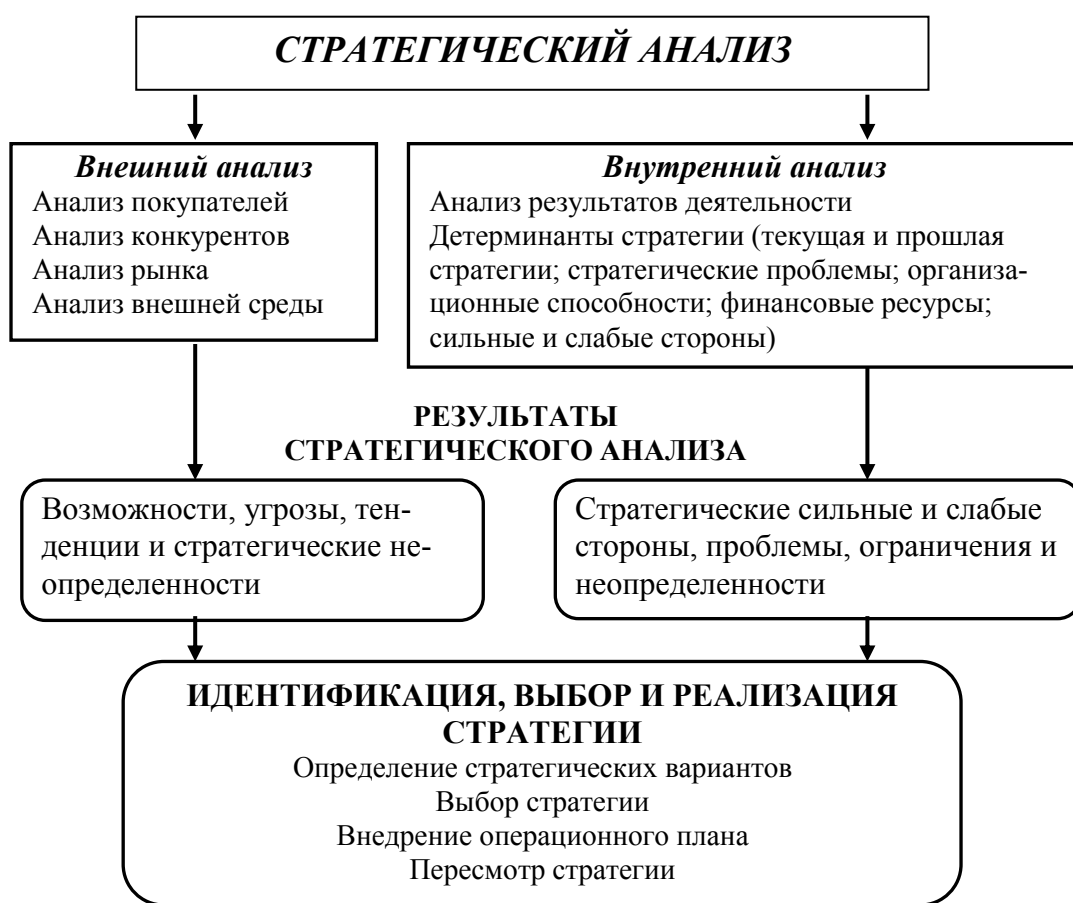 СТРАТЕГИЧЕСКИЙ АНАЛИЗ
Внешний анализ
Анализ покупателей
Анализ конкурентов
Анализ рынка
Анализ внешней среды
Внутренний анализ
Анализ результатов деятельности
Детерминанты стратегии (текущая и прошлая
стратегии; стратегические проблемы; организа-
ционные способности; финансовые ресурсы;
сильные и слабые стороны)
РЕЗУЛЬТАТЫ
СТРАТЕГИЧЕСКОГО АНАЛИЗА
Возможности, угрозы, тен-
денции и стратегические не-
определенности
Стратегические сильные и слабые
стороны, проблемы, ограничения и
неопределенности
ИДЕНТИФИКАЦИЯ, ВЫБОР И РЕАЛИЗАЦИЯ
СТРАТЕГИИ
Определение стратегических вариантов
Выбор стратегии
Внедрение операционного плана
Пересмотр стратегии